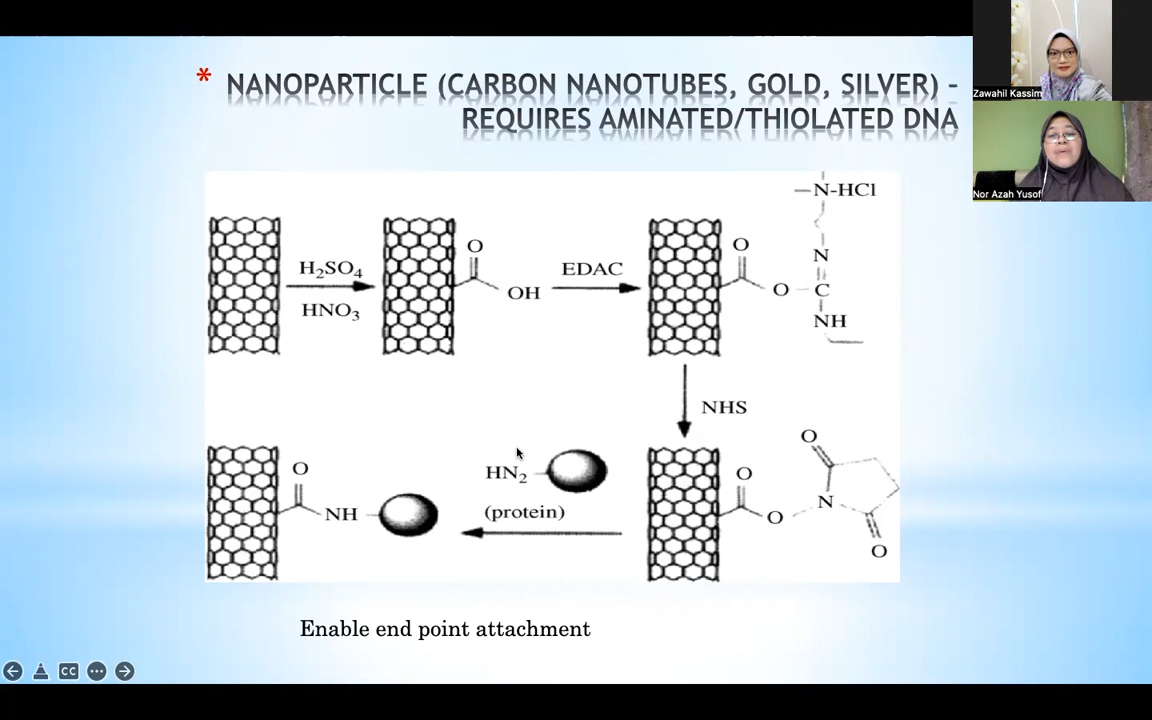 * NANOPARTICLE (CARBON NANOTUBES, GOLD, SILVER) -
REQUIRES AMINATED/THIOLATED DNA
Zawahil Kassim
Nor Azah Yusof
H₂SO₄
HNO₃
O
OH
EDAC
O
O
N-HCl
N
C
NH
NHS
O
O
N
O
O
HN₂
(protein)
O
NH
Enable end point attachment
CC